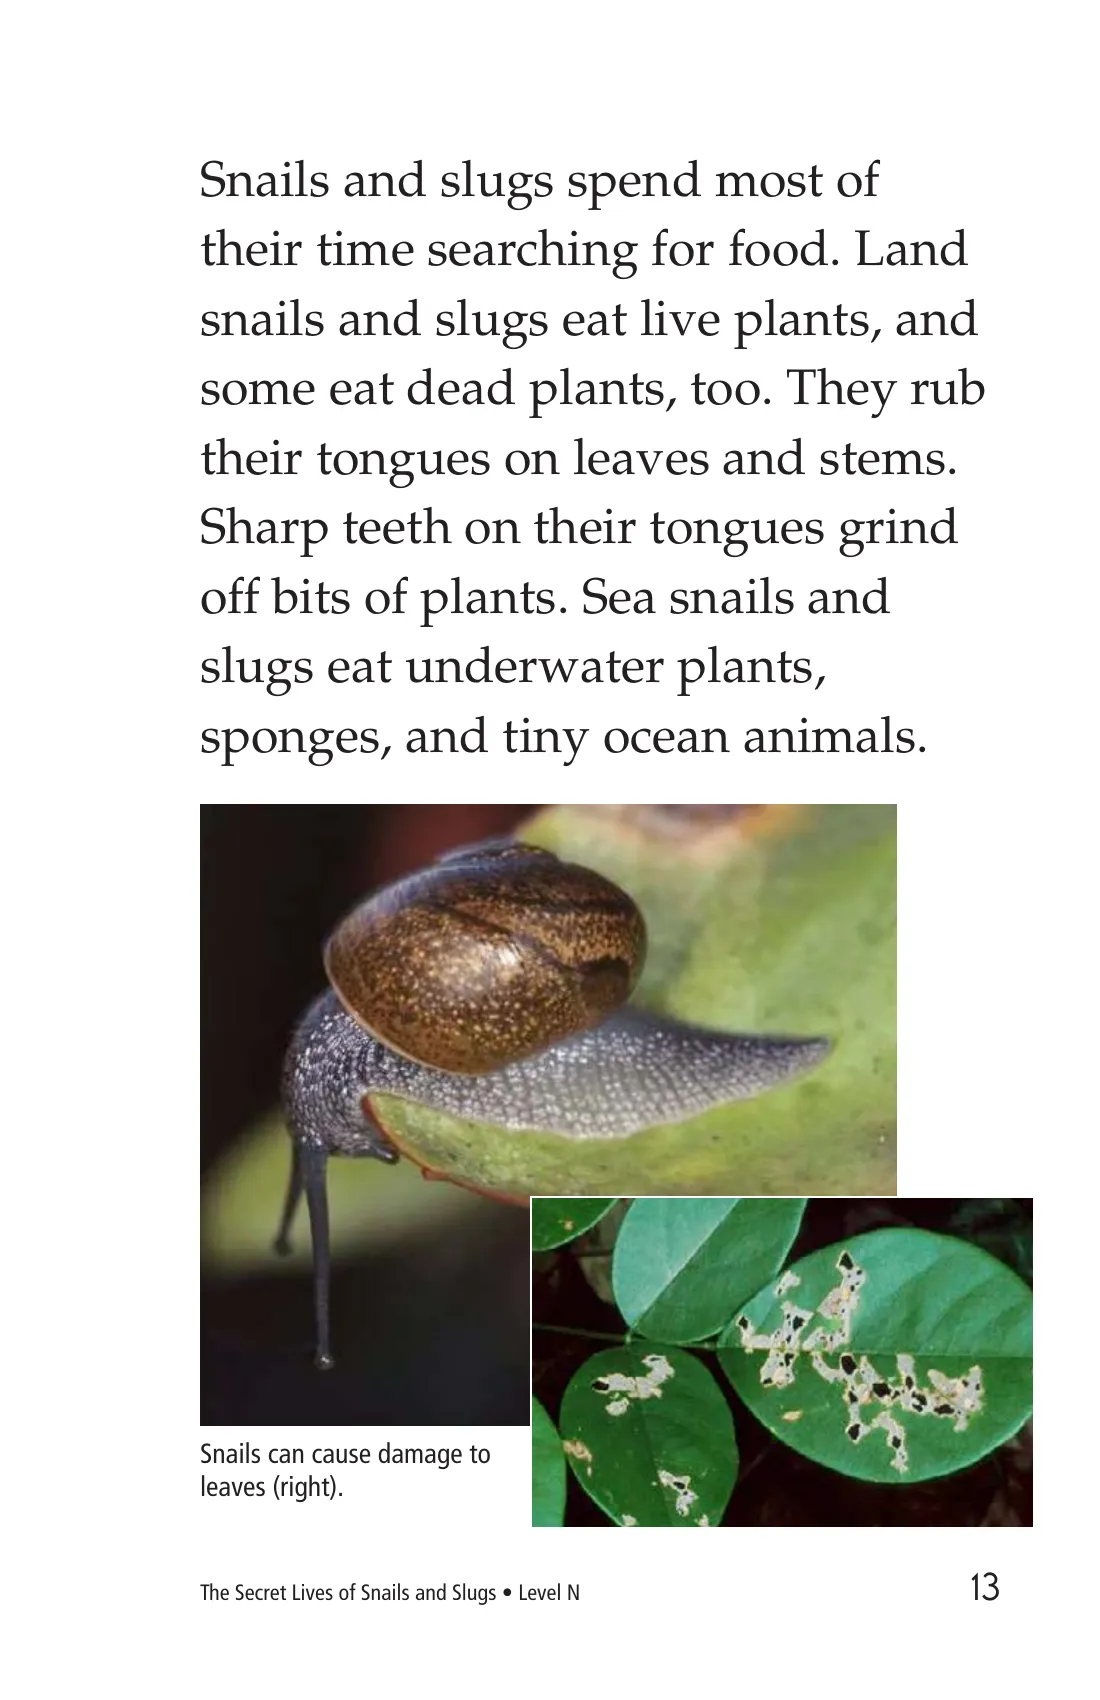 Snails and slugs spend most of
their time searching for food. Land
snails and slugs eat live plants, and
some eat dead plants, too. They rub
their tongues on leaves and stems.
Sharp teeth on their tongues grind
off bits of plants. Sea snails and
slugs eat underwater plants,
sponges, and tiny ocean animals.
Snails can cause damage to
leaves (right).
The Secret Lives of Snails and Slugs • Level N
13